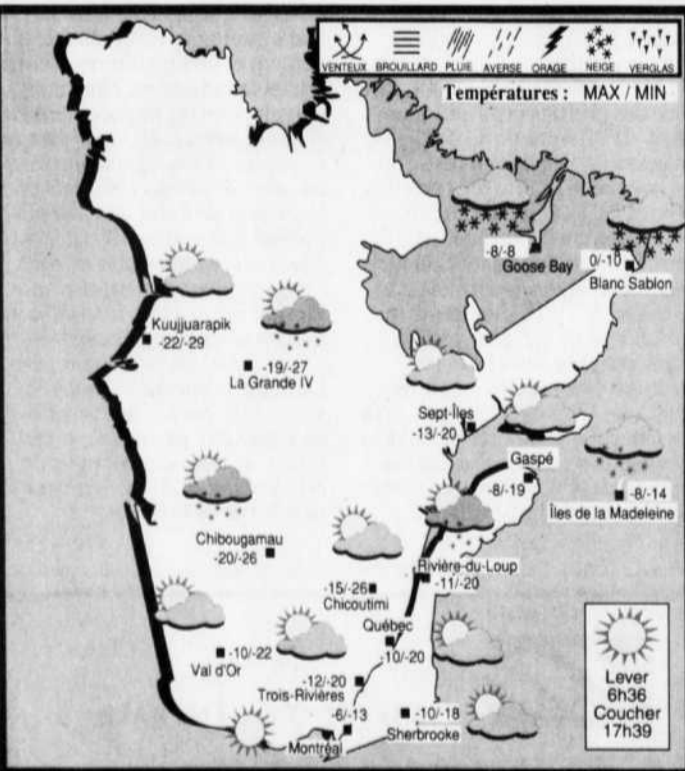 VENTEUX BROUILLARD PLUIE AVERSE ORAGE NEIGE VERGLAS
Températures : MAX / MIN
-8/-8
Goose Bay
0/-10
Blanc Sablon
Kuujjuarapik
-22/-29
-19/-27
La Grande IV
Sept-Îles
-13/-20
Gaspé
-8/-19
-8/-14
Îles de la Madeleine
Chibougamau
-20/-26
Rivière-du-Loup
-11/-20
-15/-26
Chicoutimi
Québec
-10/-20
-10/-22
Val d'Or
-12/-20
Trois-Rivières
-6/-13
Montréal
-10/-18
Sherbrooke
Lever
6h36
Coucher
17h39